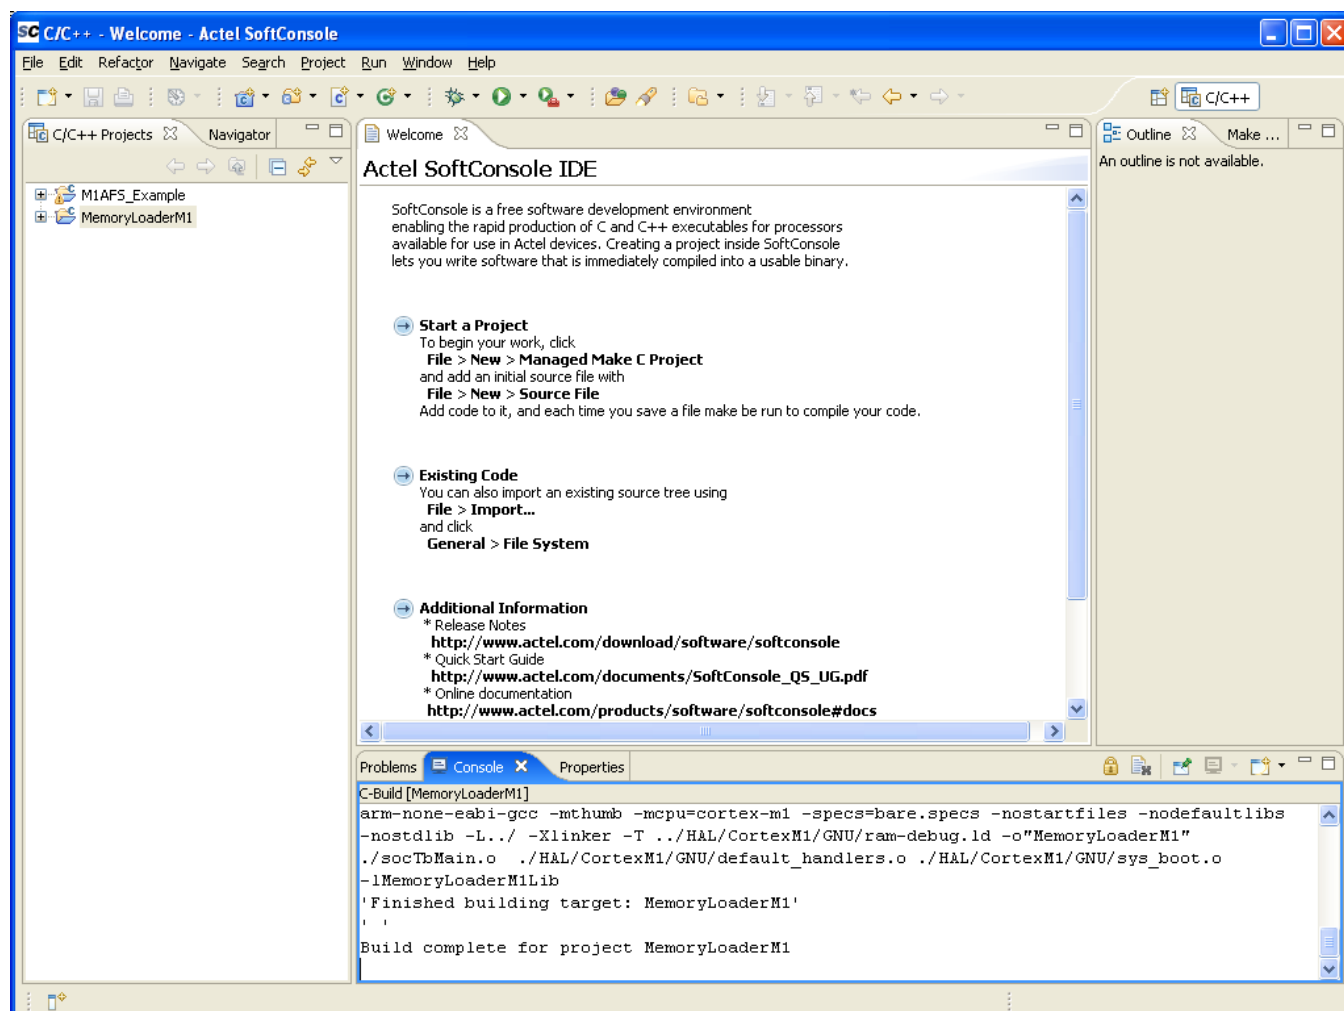 SC C/C++ - Welcome - Actel SoftConsole
File Edit Refactor Navigate Search Project Run Window Help
C/C++
C/C++ Projects Navigator
M1AFS_Example
MemoryLoaderM1
Welcome
Actel SoftConsole IDE
SoftConsole is a free software development environment
enabling the rapid production of C and C++ executables for processors
available for use in Actel devices. Creating a project inside SoftConsole
lets you write software that is immediately compiled into a usable binary.
Start a Project
To begin your work, click
File > New > Managed Make C Project
and add an initial source file with
File > New > Source File
Add code to it, and each time you save a file make be run to compile your code.
Existing Code
You can also import an existing source tree using
File > Import...
and click
General > File System
Additional Information
* Release Notes
http://www.actel.com/download/software/softconsole
* Quick Start Guide
http://www.actel.com/documents/SoftConsole_QS_UG.pdf
* Online documentation
http://www.actel.com/products/software/softconsole#docs
Outline Make ...
An outline is not available.
Problems Console Properties
C-Build [MemoryLoaderM1]
arm-none-eabi-gcc -mthumb -mcpu=cortex-m1 -specs=bare.specs -nostartfiles -nodefaultlibs
-nostdlib -L../ -Xlinker -T ../HAL/CortexM1/GNU/ram-debug.ld -o"MemoryLoaderM1"
./socTbMain.o ./HAL/CortexM1/GNU/default_handlers.o ./HAL/CortexM1/GNU/sys_boot.o
-lMemoryLoaderM1Lib
'Finished building target: MemoryLoaderM1'
' '
Build complete for project MemoryLoaderM1